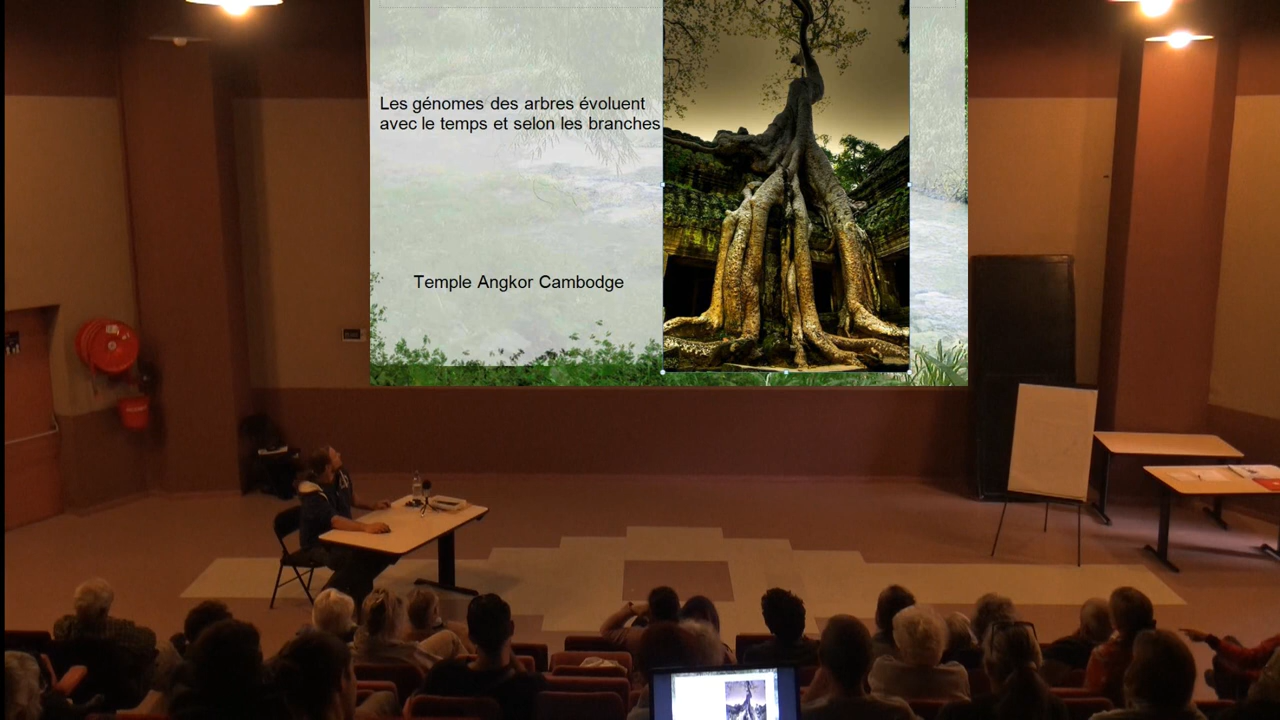 Les génomes des arbres évoluent
avec le temps et selon les branches
Temple Angkor Cambodge